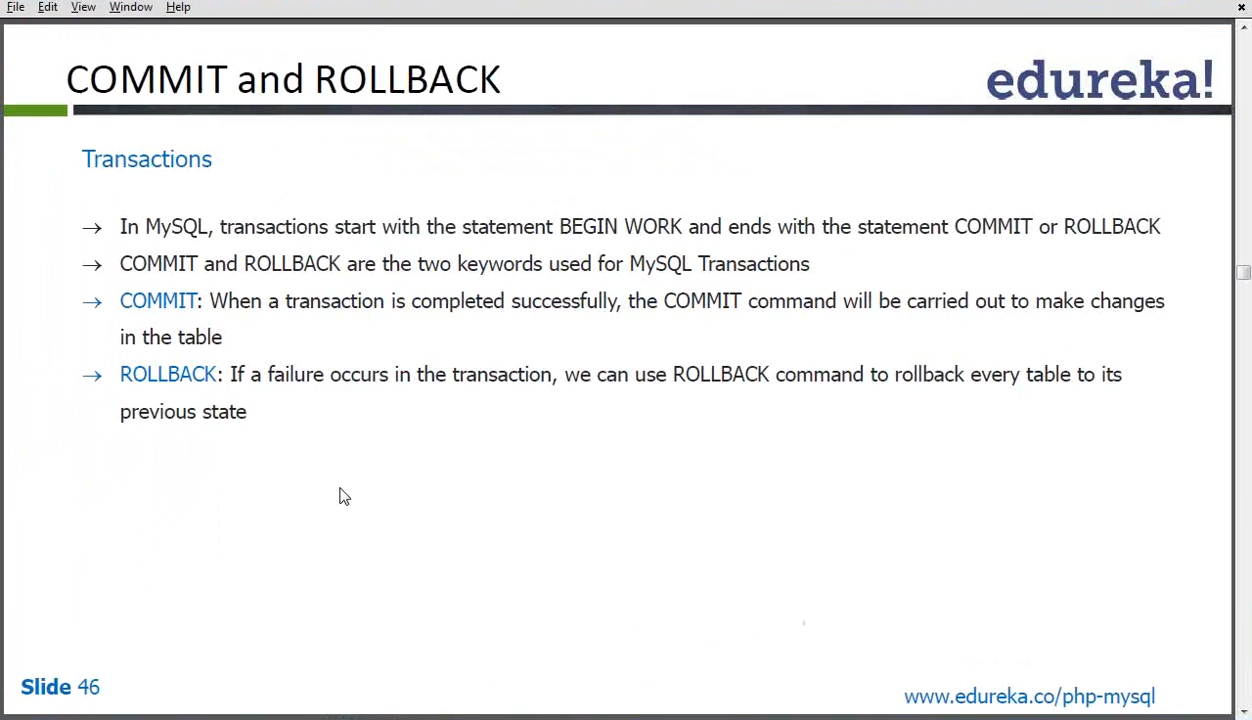 File Edit View Window Help
COMMIT and ROLLBACK
edureka!
Transactions
→ In MySQL, transactions start with the statement BEGIN WORK and ends with the statement COMMIT or ROLLBACK
→ COMMIT and ROLLBACK are the two keywords used for MySQL Transactions
→ COMMIT: When a transaction is completed successfully, the COMMIT command will be carried out to make changes
in the table
→ ROLLBACK: If a failure occurs in the transaction, we can use ROLLBACK command to rollback every table to its
previous state
Slide 46
www.edureka.co/php-mysql